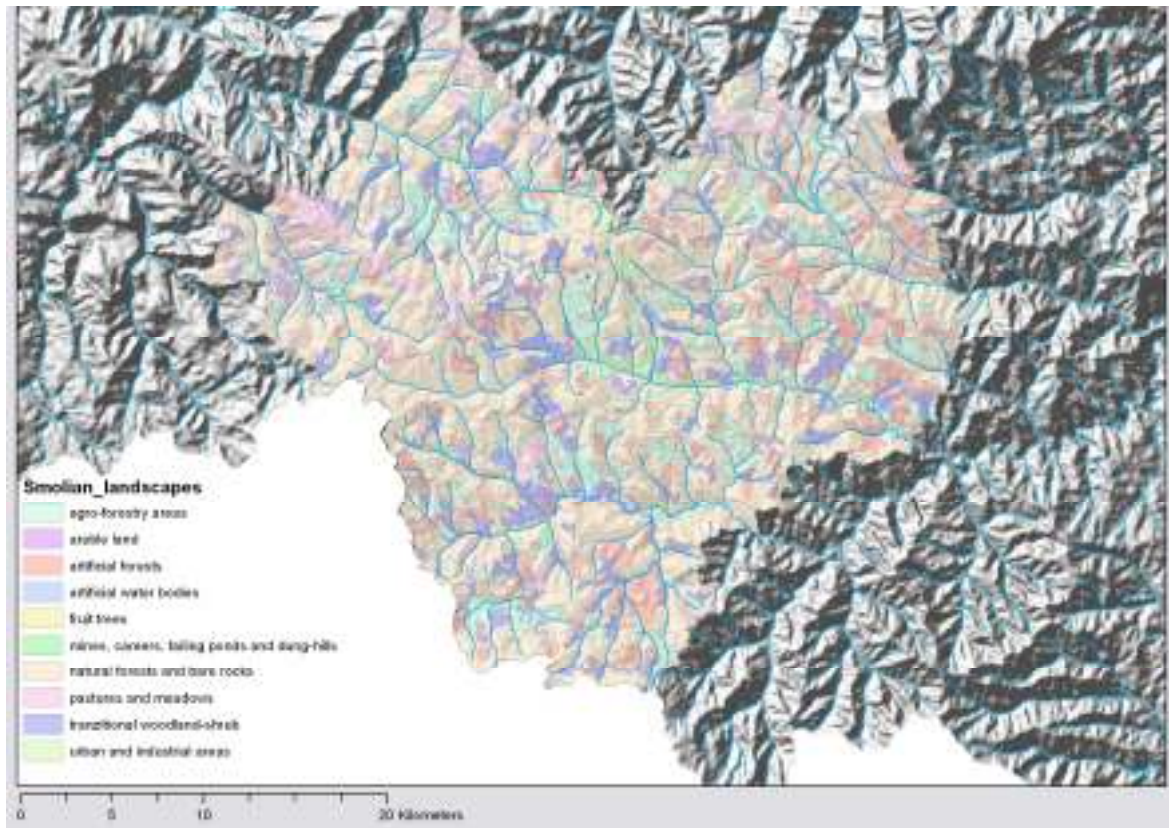 Smolian_landscapes
agro-forestry areas
arable land
artificial forests
artificial water bodies
fruit trees
mines, careers, tailing ponds and dung-hills
natural forests and bare rocks
pastures and meadows
tranzitional woodland-shrub
urban and industrial areas
0 5 10 20 Kilometers